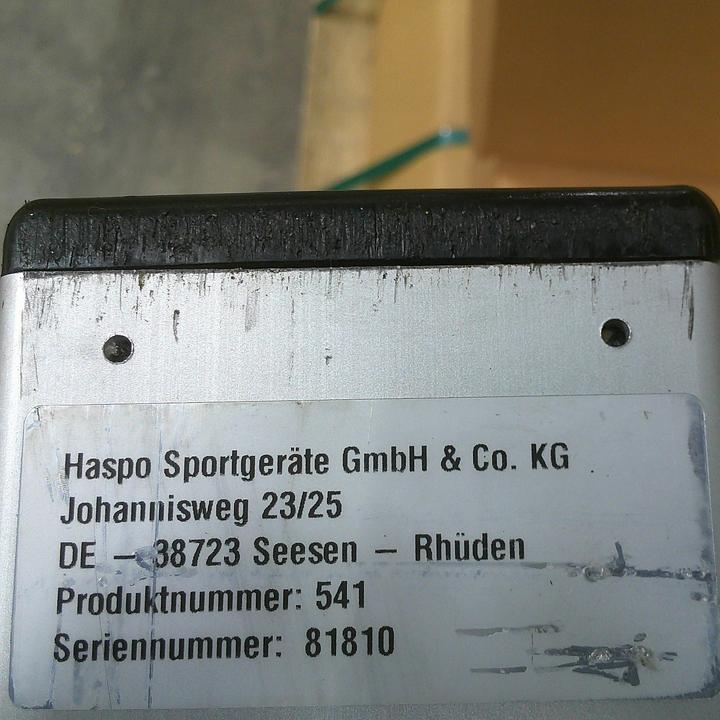 Haspo Sportgeräte GmbH & Co. KG
Johannisweg 23/25
DE – 38723 Seesen – Rhüden
Produktnummer: 541
Seriennummer: 81810